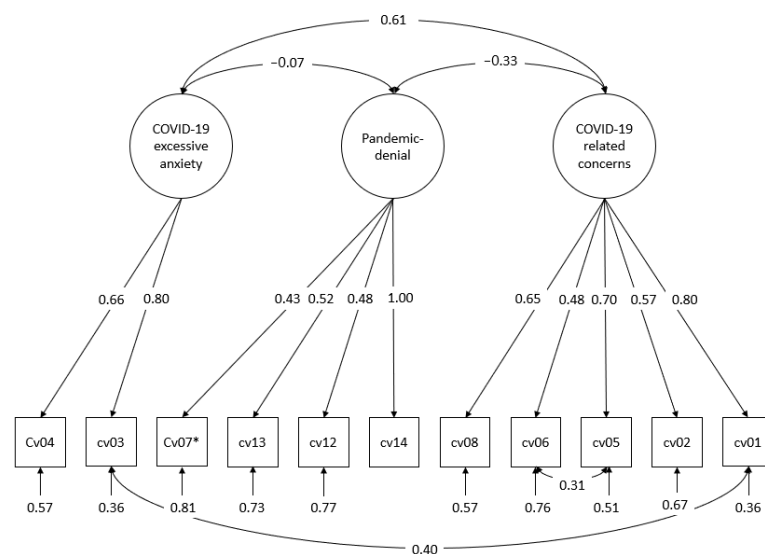 0.61
−0.07
−0.33
COVID-19
excessive
anxiety
Pandemic-
denial
COVID-19
related
concerns
0.66
0.80
0.43
0.52
0.48
1.00
0.65
0.48
0.70
0.57
0.80
Cv04
cv03
Cv07*
cv13
cv12
cv14
cv08
cv06
cv05
cv02
cv01
0.31
0.57
0.36
0.81
0.73
0.77
0.57
0.76
0.51
0.67
0.36
0.40